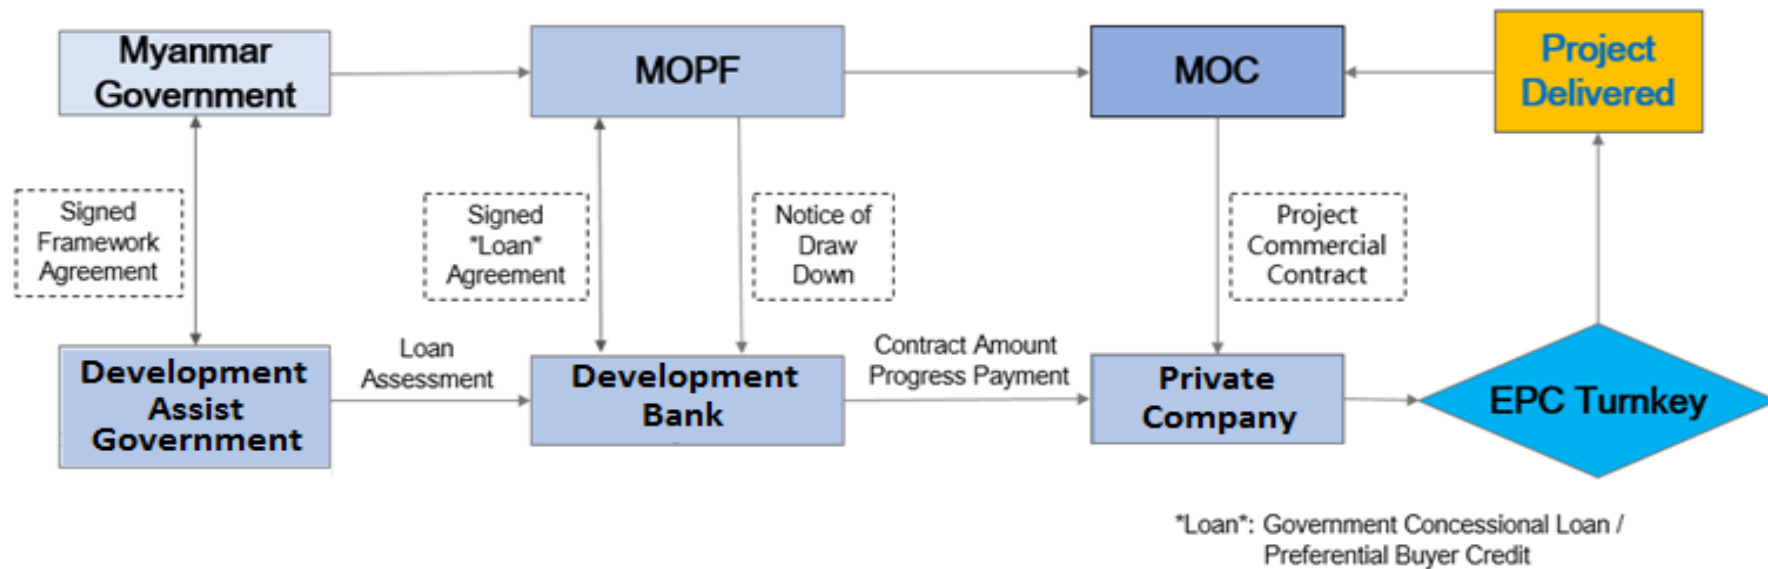 Myanmar
Government
MOPF
MOC
Project
Delivered
Signed
Framework
Agreement
Signed
*Loan*
Agreement
Notice of
Draw
Down
Project
Commercial
Contract
Development
Assist
Government
Loan
Assessment
Development
Bank
Contract Amount
Progress Payment
Private
Company
EPC Turnkey
*Loan*: Government Concessional Loan /
Preferential Buyer Credit